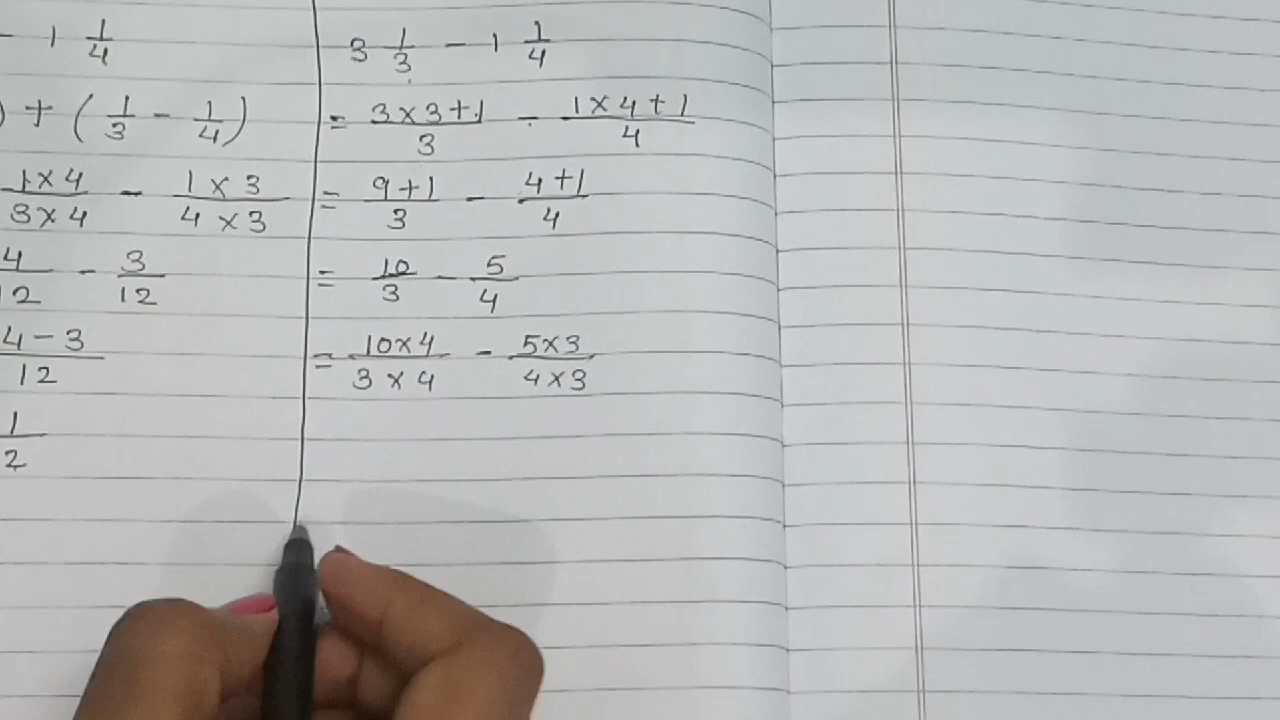 - 1 1/4
) + (1/3 - 1/4)
1×4/3×4 - 1×3/4×3
4/12 - 3/12
4-3/12
1/2
3 1/3 - 1 1/4
= 3×3+1/3 - 1×4+1/4
= 9+1/3 - 4+1/4
= 10/3 - 5/4
= 10×4/3×4 - 5×3/4×3